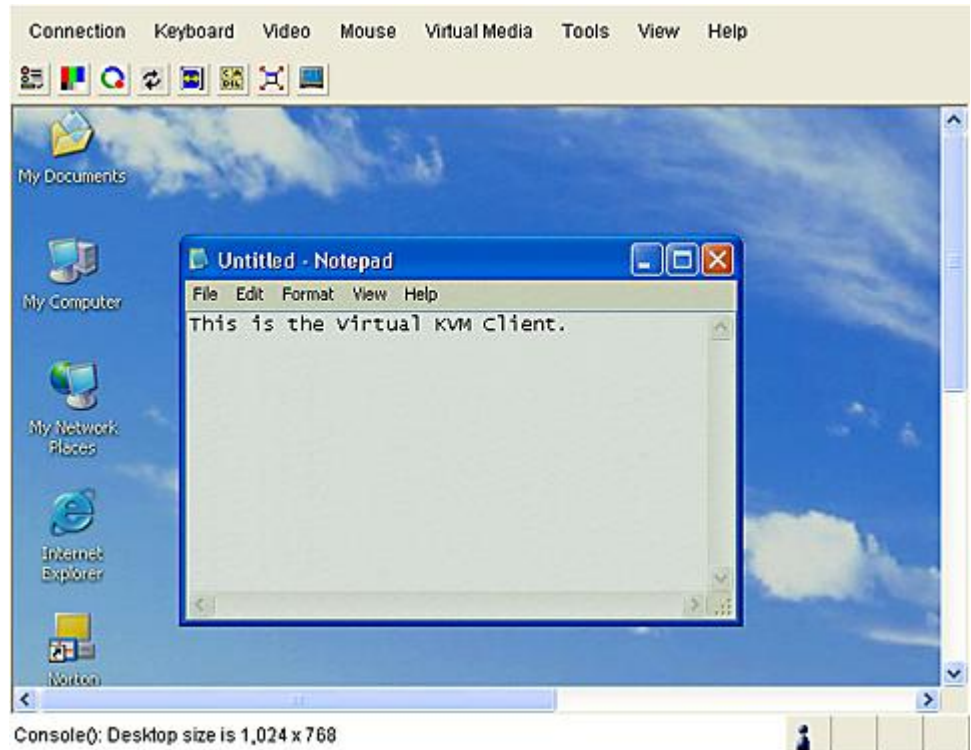 Connection Keyboard Video Mouse Virtual Media Tools View Help
My Documents
My Computer
My Network
Places
Internet
Explorer
Norton
Untitled - Notepad
File Edit Format View Help
This is the Virtual KVM Client.
Console(): Desktop size is 1,024 x 768